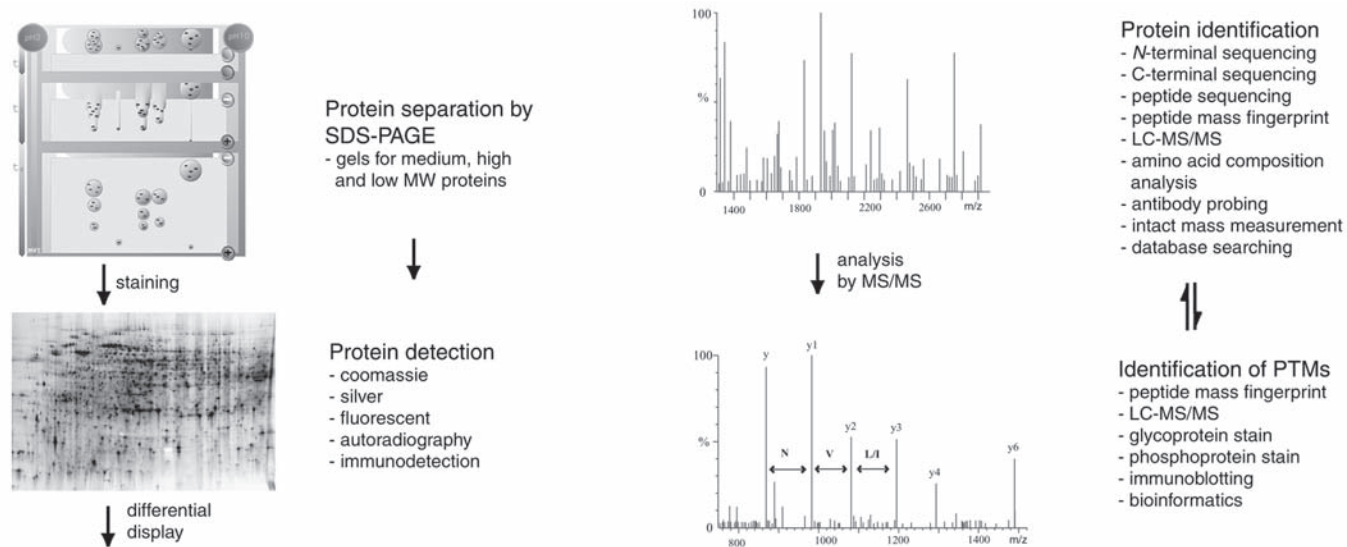 pH3
pH10
Protein separation by
SDS-PAGE
- gels for medium, high
and low MW proteins
staining
Protein detection
- coomassie
- silver
- fluorescent
- autoradiography
- immunodetection
differential
display
100
%
0
1400 1800 2200 2600 m/z
analysis
by MS/MS
100
%
0
y y1 y2 y3 y4 y6
N V L/I
800 1000 1200 1400 m/z
Protein identification
- N-terminal sequencing
- C-terminal sequencing
- peptide sequencing
- peptide mass fingerprint
- LC-MS/MS
- amino acid composition
analysis
- antibody probing
- intact mass measurement
- database searching
Identification of PTMs
- peptide mass fingerprint
- LC-MS/MS
- glycoprotein stain
- phosphoprotein stain
- immunoblotting
- bioinformatics